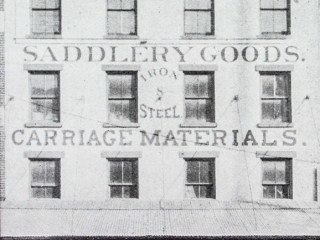 SADDLERY GOODS.
IRON
&
STEEL
CARRIAGE MATERIALS.